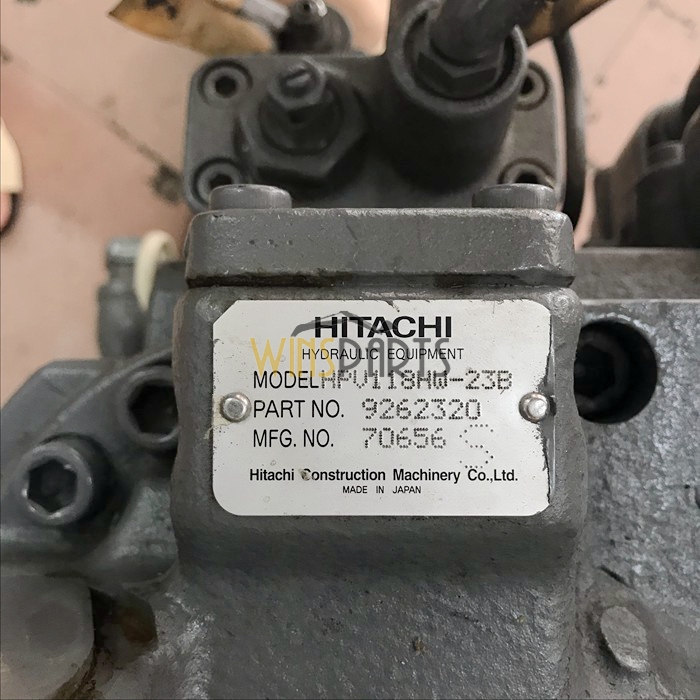 HITACHI
HYDRAULIC EQUIPMENT
WINSPARTS
MODEL HPV118HW-23B
PART NO. 9262320
MFG. NO. 70656 S
Hitachi Construction Machinery Co.,Ltd.
MADE IN JAPAN